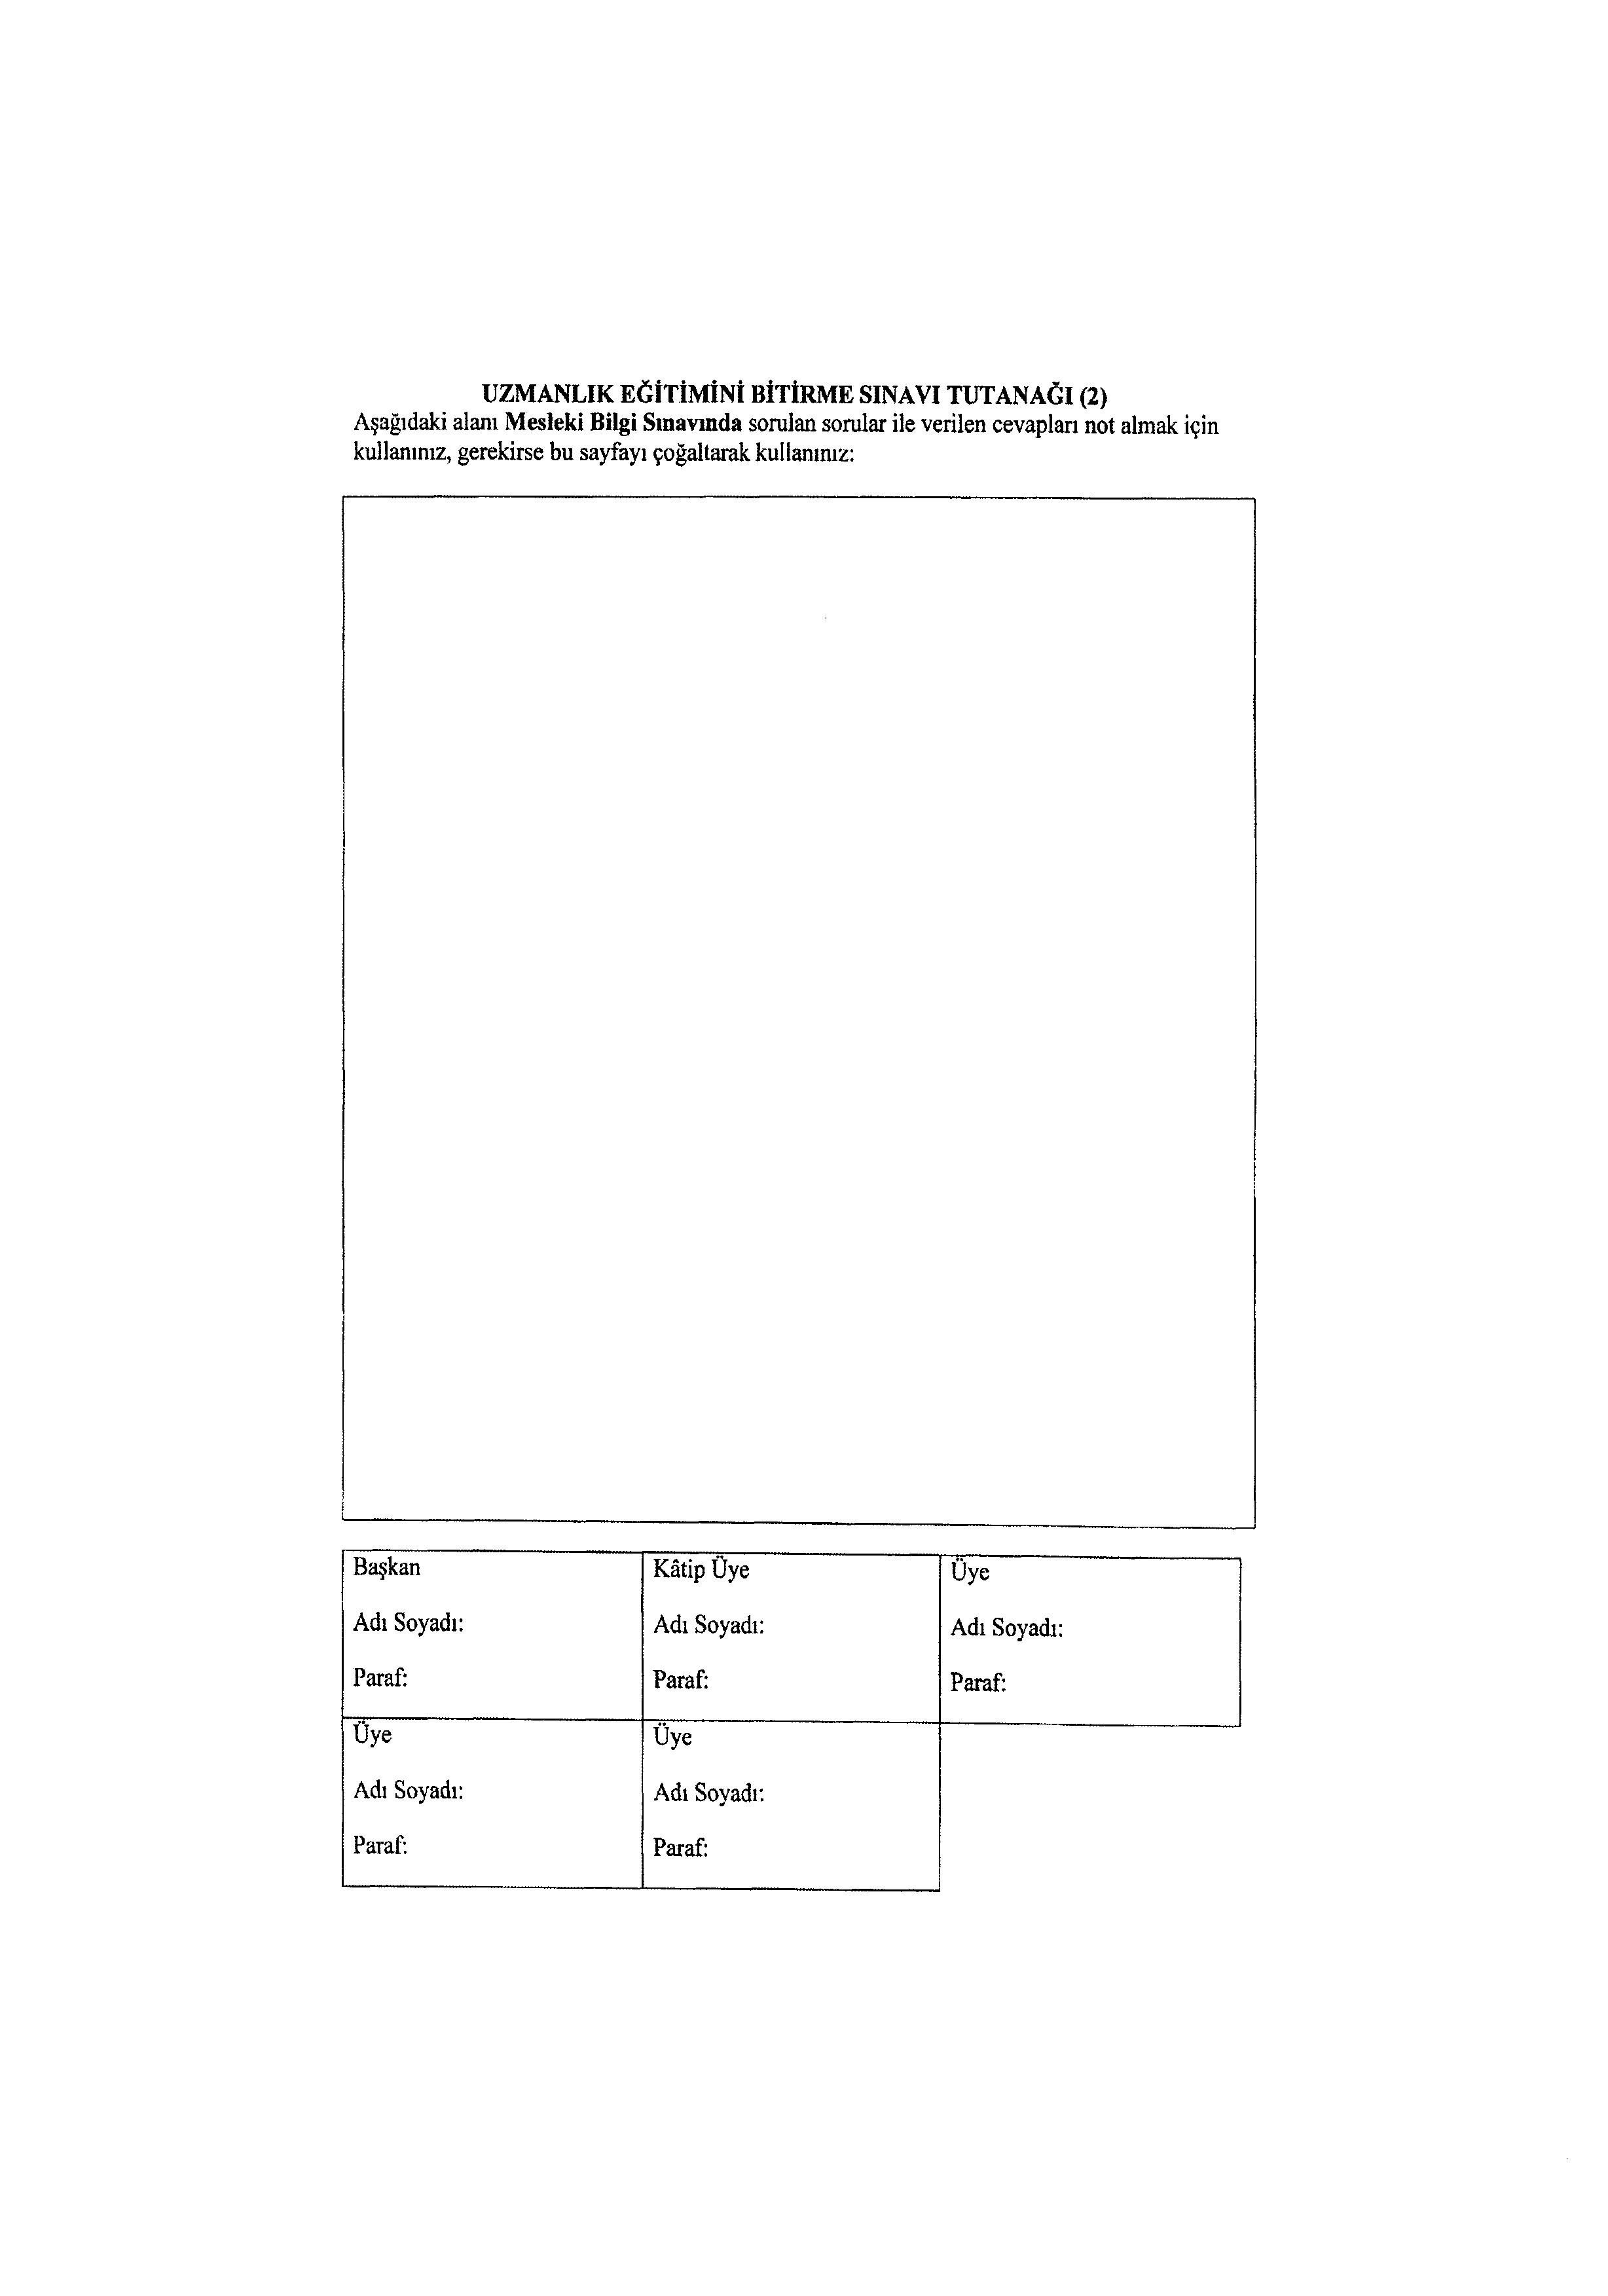 UZMANLIK EĞİTİMİNİ BİTİRME SINAVI TUTANAĞI (2)
Aşağıdaki alanı Mesleki Bilgi Sınavında sorulan sorular ile verilen cevapları not almak için
kullanınız, gerekirse bu sayfayı çoğaltarak kullanınız:
Başkan
Adı Soyadı:
Paraf:
Kâtip Üye
Adı Soyadı:
Paraf:
Üye
Adı Soyadı:
Paraf:
Üye
Adı Soyadı:
Paraf:
Üye
Adı Soyadı:
Paraf: